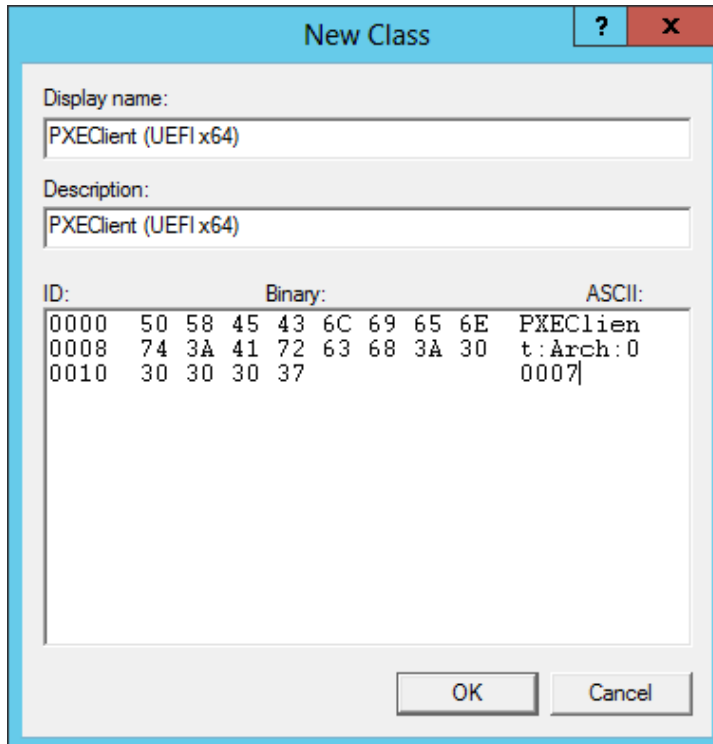 New Class
?
x
Display name:
PXEClient (UEFI x64)
Description:
PXEClient (UEFI x64)
ID: Binary: ASCII:
0000 50 58 45 43 6C 69 65 6E PXEClien
0008 74 3A 41 72 63 68 3A 30 t:Arch:0
0010 30 30 30 37 0007
OK
Cancel